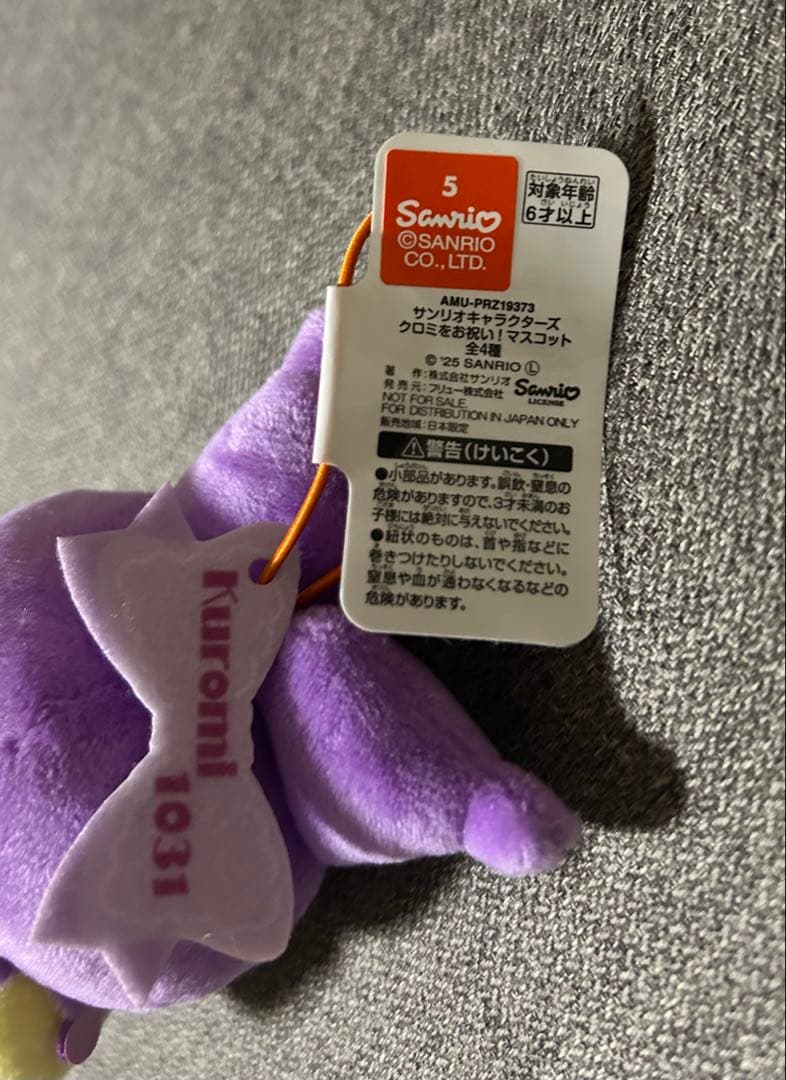 5
Sanrio
©SANRIO
CO.,LTD.
たいしょうねんれい
対象年齢
さい いじょう
6才以上
AMU-PRZ19373
サンリオキャラクターズ
クロミをお祝い!マスコット
全4種
© '25 SANRIO Ⓛ
著 作:株式会社サンリオ
発売元:フリュー株式会社
Sanrio
LICENSE
NOT FOR SALE
FOR DISTRIBUTION IN JAPAN ONLY
販売地域:日本限定
⚠警告(けいこく)
●小部品があります。誤飲・窒息の
危険がありますので、3才未満のお
子様には絶対に与えないでください。
●紐状のものは、首や指などに
巻きつけたりしないでください。
窒息や血が通わなくなるなどの
危険があります。
Kuromi
1031